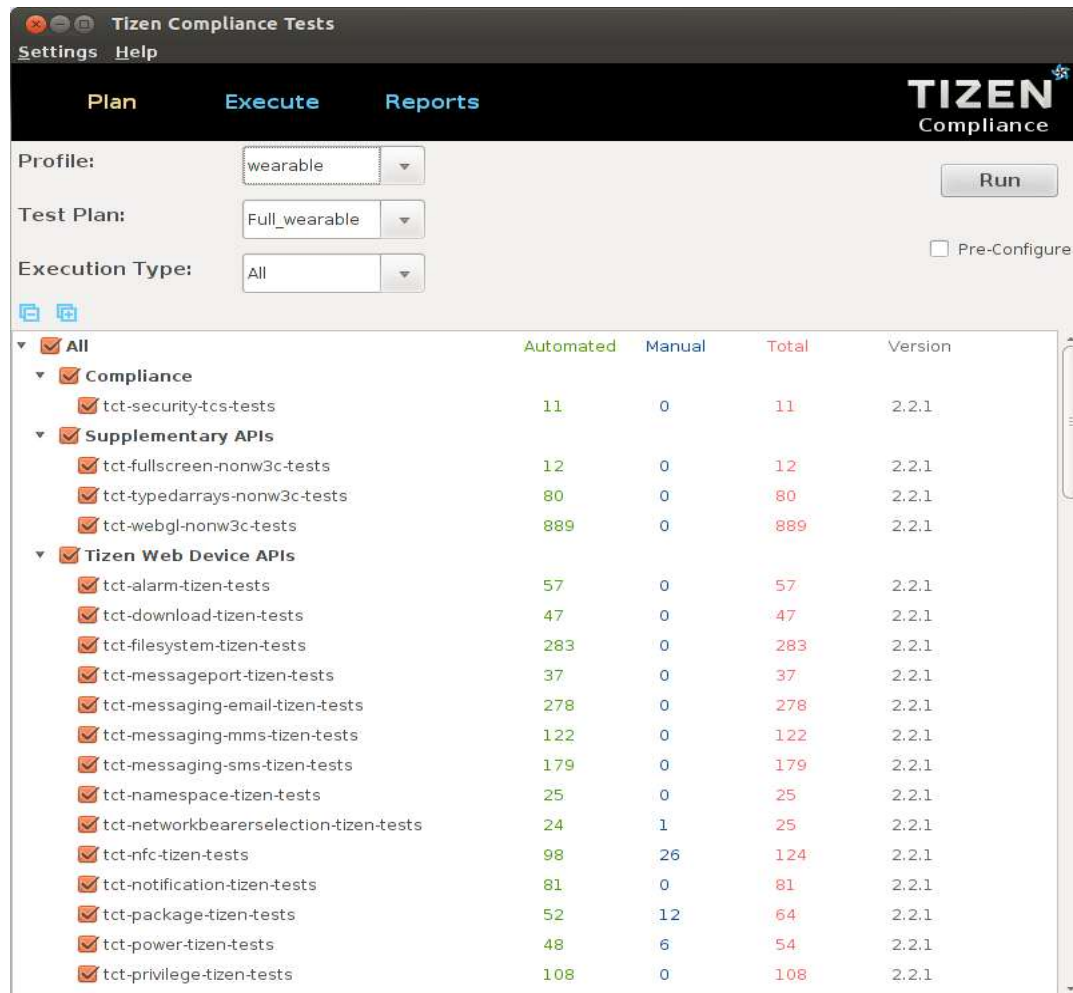 Tizen Compliance Tests
Settings Help
Plan Execute Reports
TIZEN
Compliance
Profile: wearable
Run
Test Plan: Full_wearable
Pre-Configure
Execution Type: All
All Automated Manual Total Version
Compliance
tct-security-tcs-tests 11 0 11 2.2.1
Supplementary APIs
tct-fullscreen-nonw3c-tests 12 0 12 2.2.1
tct-typedarrays-nonw3c-tests 80 0 80 2.2.1
tct-webgl-nonw3c-tests 889 0 889 2.2.1
Tizen Web Device APIs
tct-alarm-tizen-tests 57 0 57 2.2.1
tct-download-tizen-tests 47 0 47 2.2.1
tct-filesystem-tizen-tests 283 0 283 2.2.1
tct-messageport-tizen-tests 37 0 37 2.2.1
tct-messaging-email-tizen-tests 278 0 278 2.2.1
tct-messaging-mms-tizen-tests 122 0 122 2.2.1
tct-messaging-sms-tizen-tests 179 0 179 2.2.1
tct-namespace-tizen-tests 25 0 25 2.2.1
tct-networkbearerselection-tizen-tests 24 1 25 2.2.1
tct-nfc-tizen-tests 98 26 124 2.2.1
tct-notification-tizen-tests 81 0 81 2.2.1
tct-package-tizen-tests 52 12 64 2.2.1
tct-power-tizen-tests 48 6 54 2.2.1
tct-privilege-tizen-tests 108 0 108 2.2.1